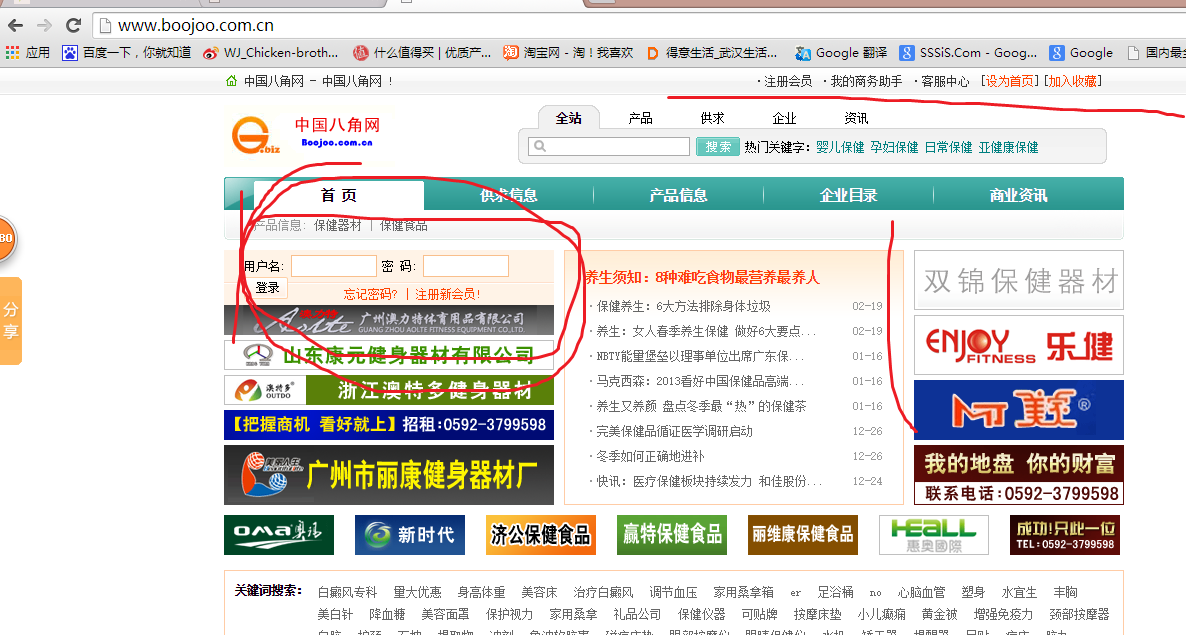 www.boojoo.com.cn
应用 百度一下，你就知道 WJ_Chicken-broth... 什么值得买 | 优质产... 淘宝网 - 淘！我喜欢 得意生活_武汉生活... Google 翻译 SSSiS.Com - Goog... Google 国内最全
中国八角网 - 中国八角网 ！ ·注册会员 ·我的商务助手 ·客服中心 [设为首页] [加入收藏]
全站 产品 供求 企业 资讯
中国八角网
Boojoo.com.cn
e.biz
搜索 热门关键字: 婴儿保健 孕妇保健 日常保健 亚健康保健
首 页 供求信息 产品信息 企业目录 商业资讯
产品信息: 保健器材 | 保健食品
80
分享
用户名: 密 码:
登录 忘记密码? | 注册新会员!
Aolte 广州澳力特体育用品有限公司
GUANG ZHOU AOLTE FITNESS EQUIPMENT CO.,LTD.
山东康元健身器材有限公司
澳特多 OUTDO 浙江澳特多健身器材
【把握商机 看好就上】招租:0592-3799598
广州市丽康健身器材厂
养生须知：8种难吃食物最营养最养人
·保健养生：6大方法排除身体垃圾 02-19
·养生：女人春季养生保健 做好6大要点... 02-19
·NBTY能量堡垒以理事单位出席广东保... 01-16
·马克西森：2013看好中国保健品高端... 01-16
·养生又养颜 盘点冬季最“热”的保健茶 01-16
·完美保健品循证医学调研启动 12-26
·冬季如何正确地进补 12-26
·快讯：医疗保健板块持续发力 和佳股份... 12-24
双锦保健器材
ENJOY FITNESS 乐健
®
我的地盘 你的财富
联系电话:0592-3799598
OMA 奥玛 新时代 济公保健食品 赢特保健食品 丽维康保健食品 HEALL 惠奥國際 成功!只此一位 TEL:0592-3799598
关键词搜索: 白癜风专科 量大优惠 身高体重 美容床 治疗白癜风 调节血压 家用桑拿箱 er 足浴桶 no 心脑血管 塑身 水宜生 丰胸
美白针 降血糖 美容面罩 保护视力 家用桑拿 礼品公司 保健仪器 可贴牌 按摩床垫 小儿癫痫 黄金被 增强免疫力 颈部按摩器